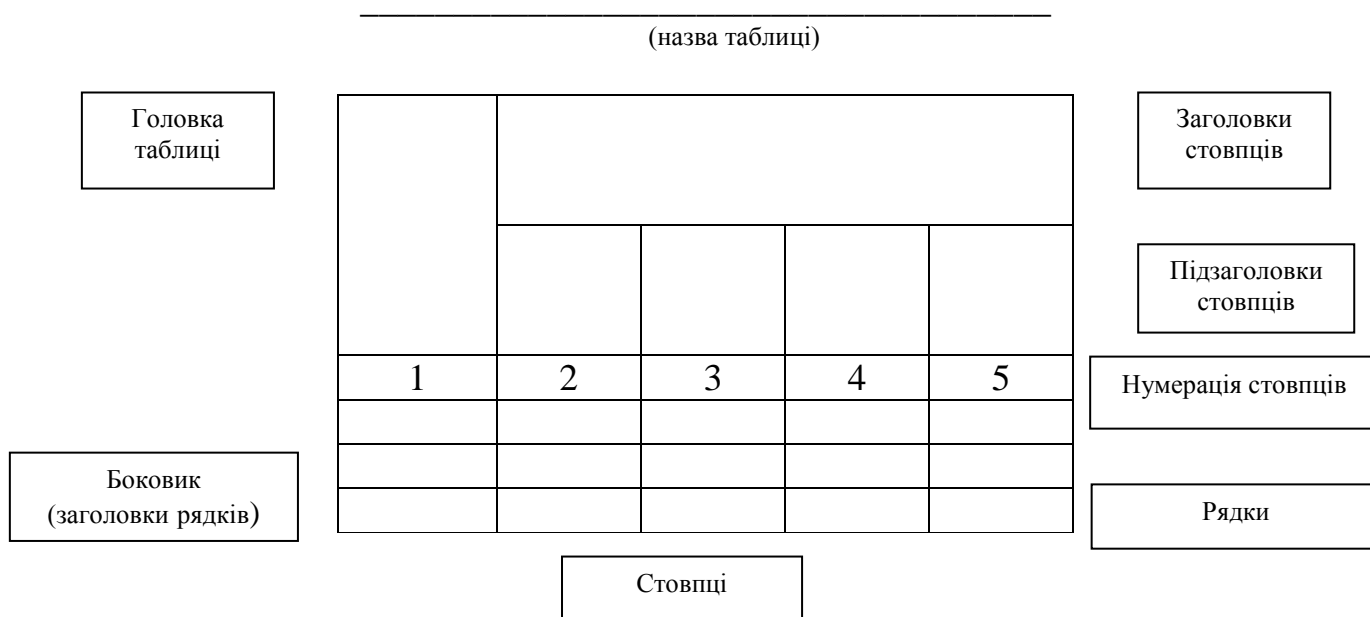 (назва таблиці)
Головка
таблиці
Заголовки
стовпців
Підзаголовки
стовпців
1 2 3 4 5
Нумерація стовпців
Боковик
(заголовки рядків)
Рядки
Стовпці